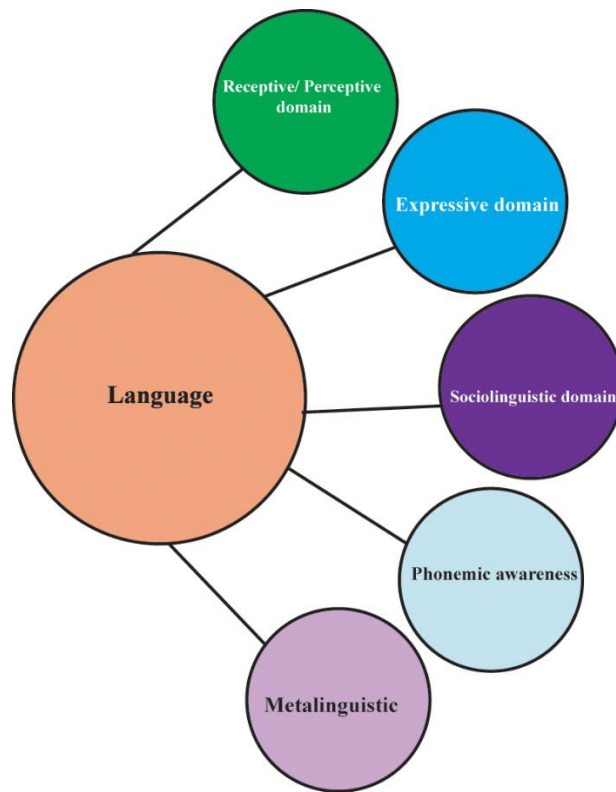 Receptive/ Perceptive
domain
Expressive domain
Language
Sociolinguistic domain
Phonemic awareness
Metalinguistic